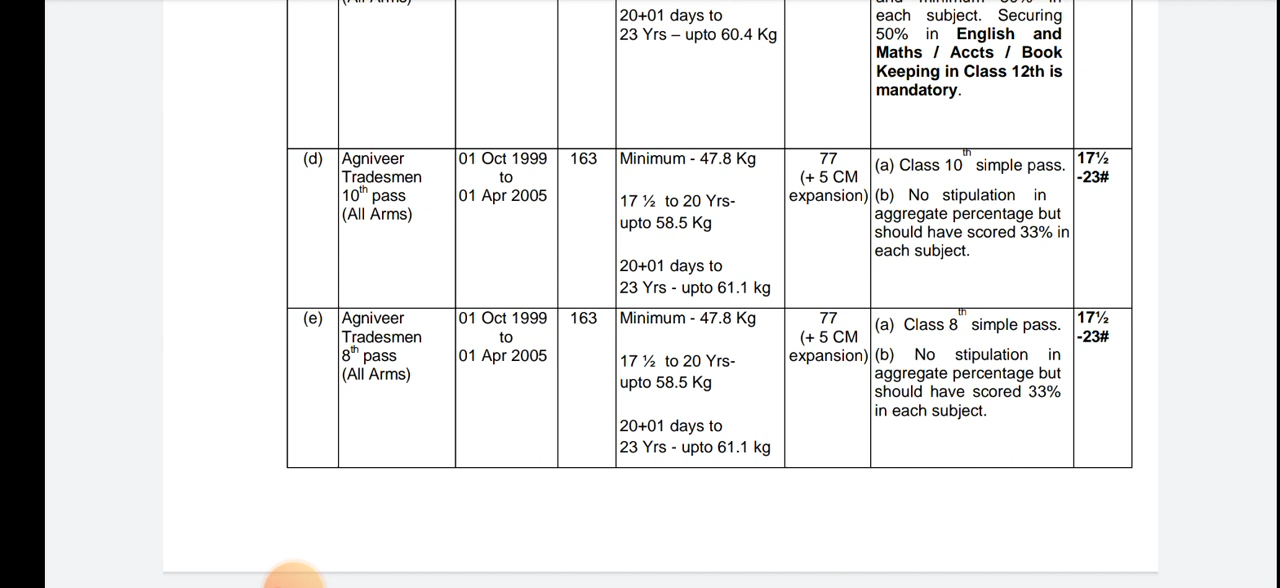 (All Arms)
20+01 days to
23 Yrs – upto 60.4 Kg
and minimum in
each subject. Securing
50% in English and
Maths / Accts / Book
Keeping in Class 12th is
mandatory.
(d)
Agniveer
Tradesmen
10th pass
(All Arms)
01 Oct 1999
to
01 Apr 2005
163
Minimum - 47.8 Kg
17 ½ to 20 Yrs-
upto 58.5 Kg
20+01 days to
23 Yrs - upto 61.1 kg
77
(+ 5 CM
expansion)
(a) Class 10th simple pass.
(b) No stipulation in
aggregate percentage but
should have scored 33% in
each subject.
17½
-23#
(e)
Agniveer
Tradesmen
8th pass
(All Arms)
01 Oct 1999
to
01 Apr 2005
163
Minimum - 47.8 Kg
17 ½ to 20 Yrs-
upto 58.5 Kg
20+01 days to
23 Yrs - upto 61.1 kg
77
(+ 5 CM
expansion)
(a) Class 8th simple pass.
(b) No stipulation in
aggregate percentage but
should have scored 33%
in each subject.
17½
-23#